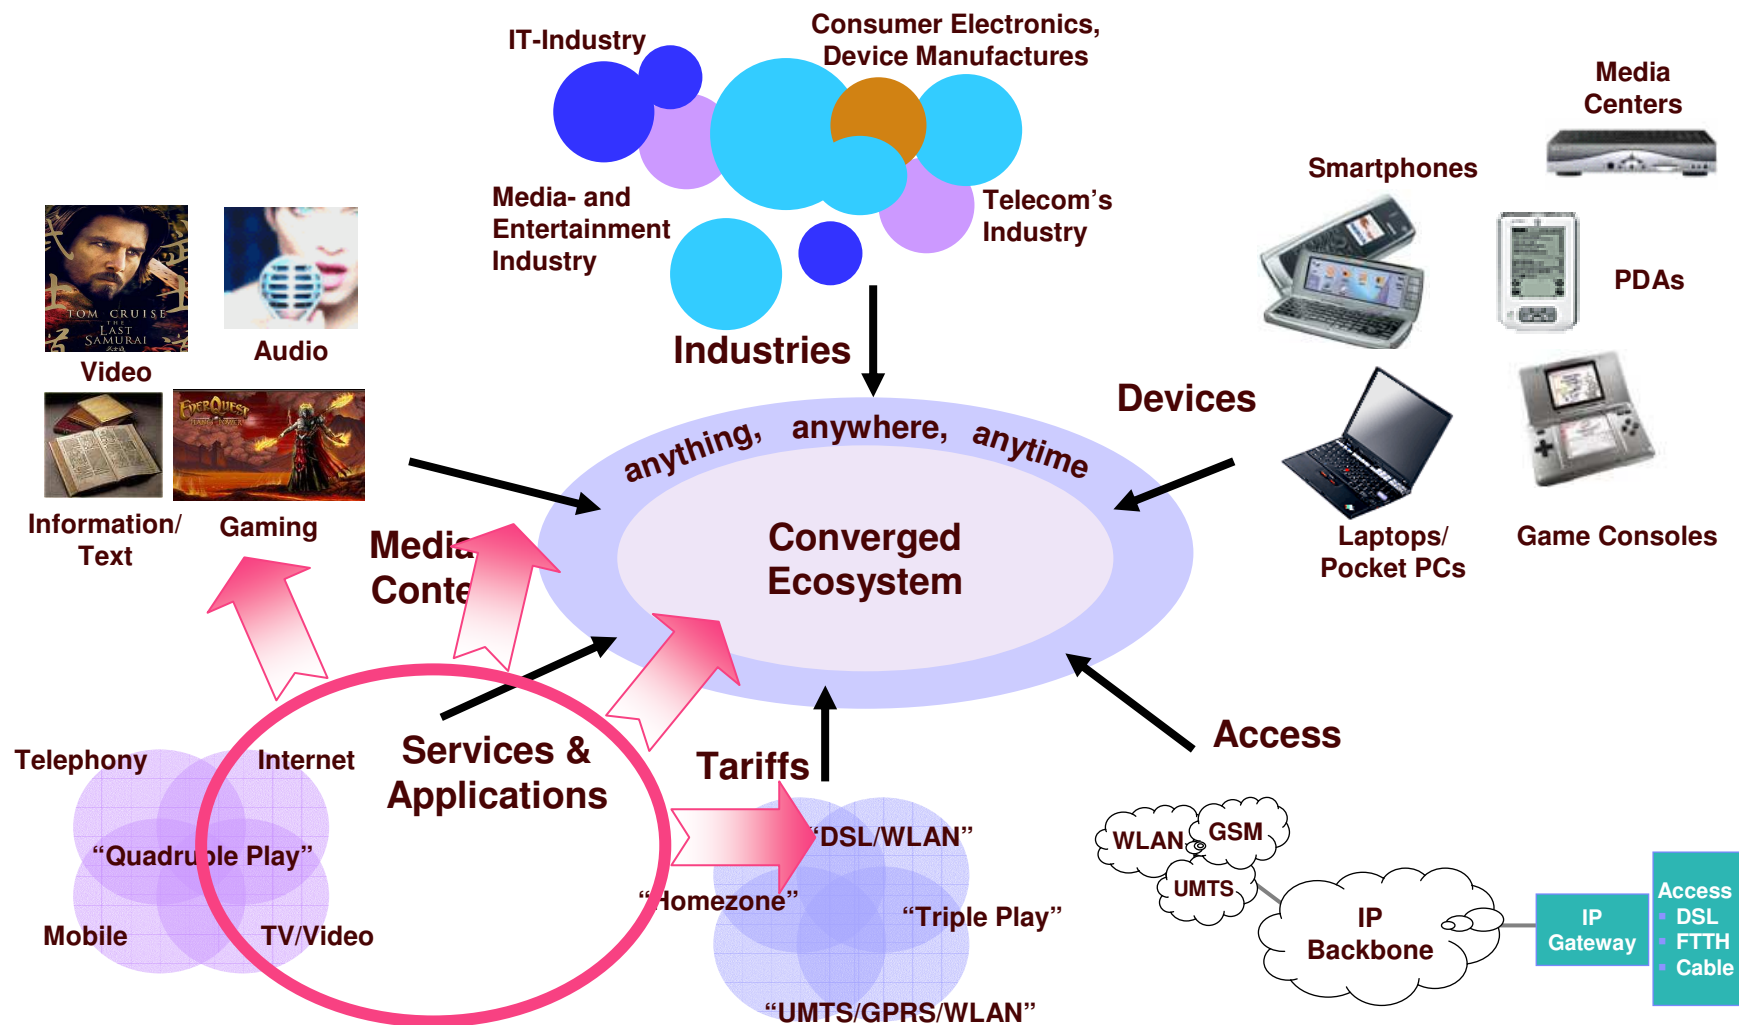 IT-Industry
Consumer Electronics,
Device Manufactures
Media- and
Entertainment
Industry
Telecom’s
Industry
Industries
Media
Centers
Smartphones
PDAs
Devices
Laptops/
Pocket PCs
Game Consoles
TOM CRUISE
THE
LAST
SAMURAI
Video
Audio
EVERQUEST
Information/
Text
Gaming
Media
Conte
anything, anywhere, anytime
Converged
Ecosystem
Services &
Applications
Telephony
Internet
“Quadruple Play”
Mobile
TV/Video
Tariffs
“DSL/WLAN”
“Homezone”
“Triple Play”
“UMTS/GPRS/WLAN”
Access
WLAN
GSM
UMTS
IP
Backbone
IP
Gateway
Access
DSL
FTTH
Cable